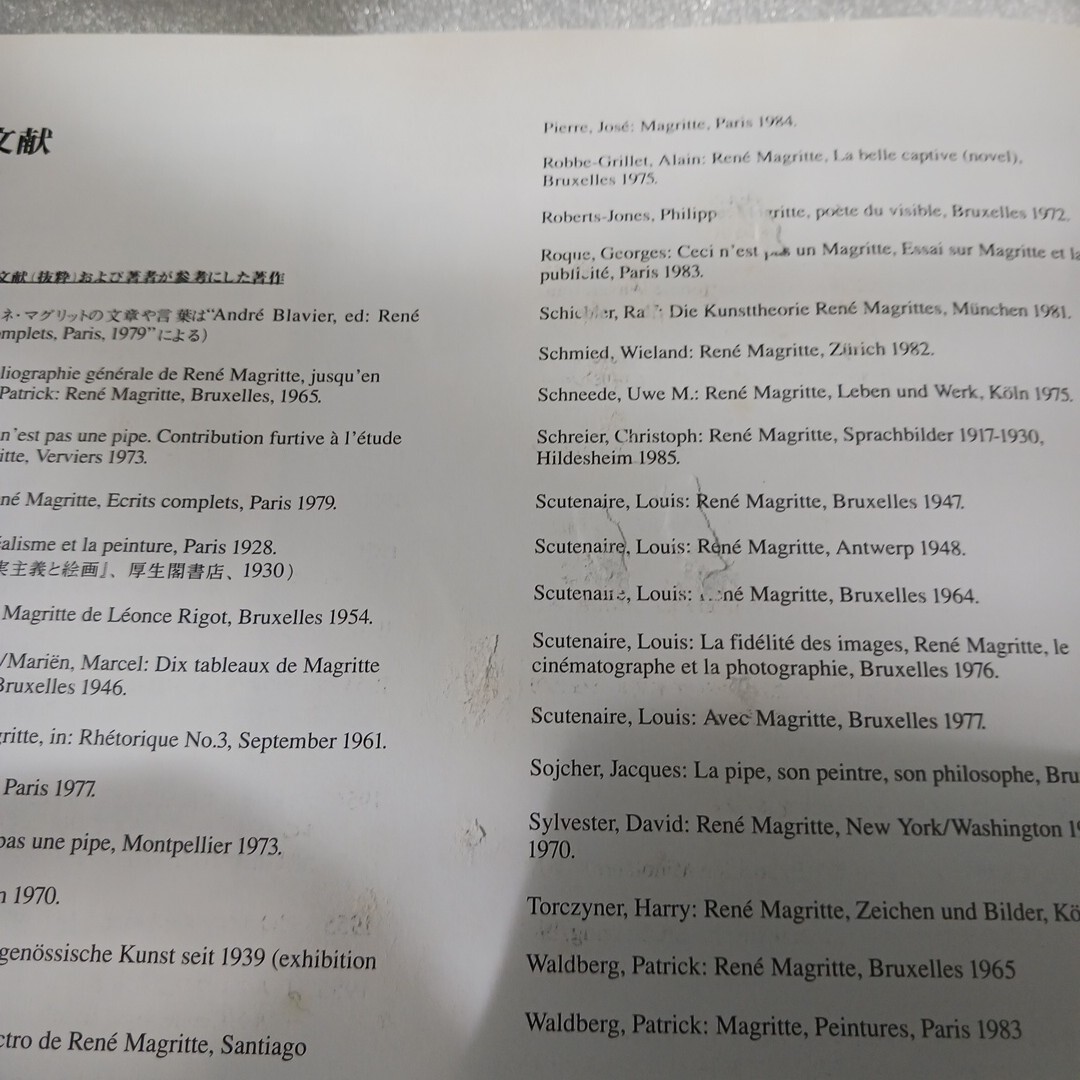 文献
文献（抜粋）および著者が参考にした著作
ネ・マグリットの文章や言葉は“André Blavier, ed: René
mplets, Paris, 1979”による）
liographie générale de René Magritte, jusqu'en
Patrick: René Magritte, Bruxelles, 1965.
n'est pas une pipe. Contribution furtive à l'étude
itte, Verviers 1973.
né Magritte, Ecrits complets, Paris 1979.
alisme et la peinture, Paris 1928.
実主義と絵画』、厚生閣書店、1930）
Magritte de Léonce Rigot, Bruxelles 1954.
/Mariën, Marcel: Dix tableaux de Magritte
Bruxelles 1946.
gritte, in: Rhétorique No.3, September 1961.
Paris 1977.
pas une pipe, Montpellier 1973.
n 1970.
genössische Kunst seit 1939 (exhibition
ctro de René Magritte, Santiago
Pierre, José: Magritte, Paris 1984.
Robbe-Grillet, Alain: René Magritte, La belle captive (novel),
Bruxelles 1975.
Roberts-Jones, Philipp gritte, poète du visible, Bruxelles 1972.
Roque, Georges: Ceci n'est pas un Magritte, Essai sur Magritte et la
publicité, Paris 1983.
Die Kunsttheorie René Magrittes, München 1981.
Schmied, Wieland: René Magritte, Zürich 1982.
Schneede, Uwe M.: René Magritte, Leben und Werk, Köln 1975.
Schreier, Christoph: René Magritte, Sprachbilder 1917-1930,
Hildesheim 1985.
Scutenaire, Louis: René Magritte, Bruxelles 1947.
Scutenaire, Louis: René Magritte, Antwerp 1948.
Scutenaire, Louis: René Magritte, Bruxelles 1964.
Scutenaire, Louis: La fidélité des images, René Magritte, le
cinématographe et la photographie, Bruxelles 1976.
Scutenaire, Louis: Avec Magritte, Bruxelles 1977.
Sojcher, Jacques: La pipe, son peintre, son philosophe, Bru
Sylvester, David: René Magritte, New York/Washington 19
1970.
Torczyner, Harry: René Magritte, Zeichen und Bilder, Kö
Waldberg, Patrick: René Magritte, Bruxelles 1965
Waldberg, Patrick: Magritte, Peintures, Paris 1983